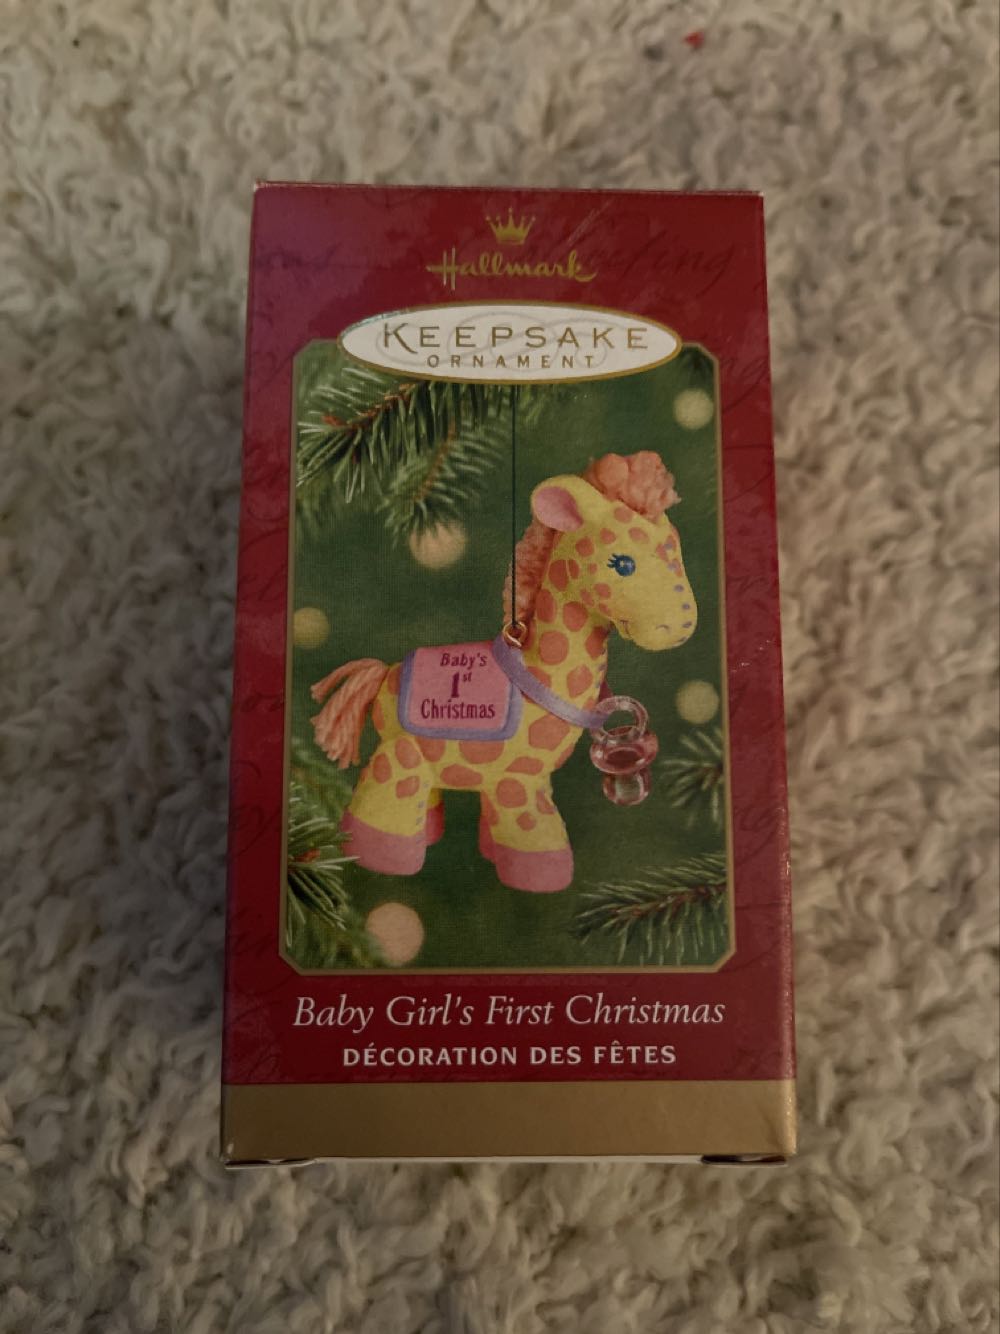 Hallmark
KEEPSAKE
ORNAMENT
Baby's
1st
Christmas
Baby Girl's First Christmas
DÉCORATION DES FÊTES